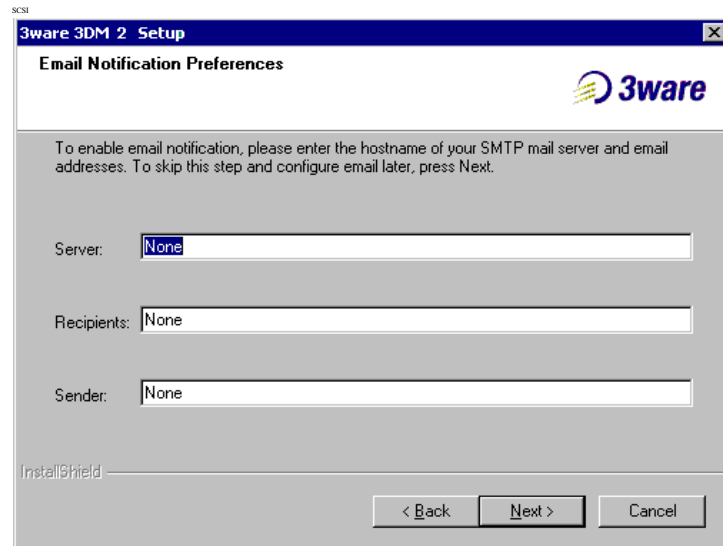 SCSI
3ware 3DM 2 Setup
Email Notification Preferences
3ware
To enable email notification, please enter the hostname of your SMTP mail server and email
addresses. To skip this step and configure email later, press Next.
Server: None
Recipients: None
Sender: None
InstallShield
< Back Next > Cancel